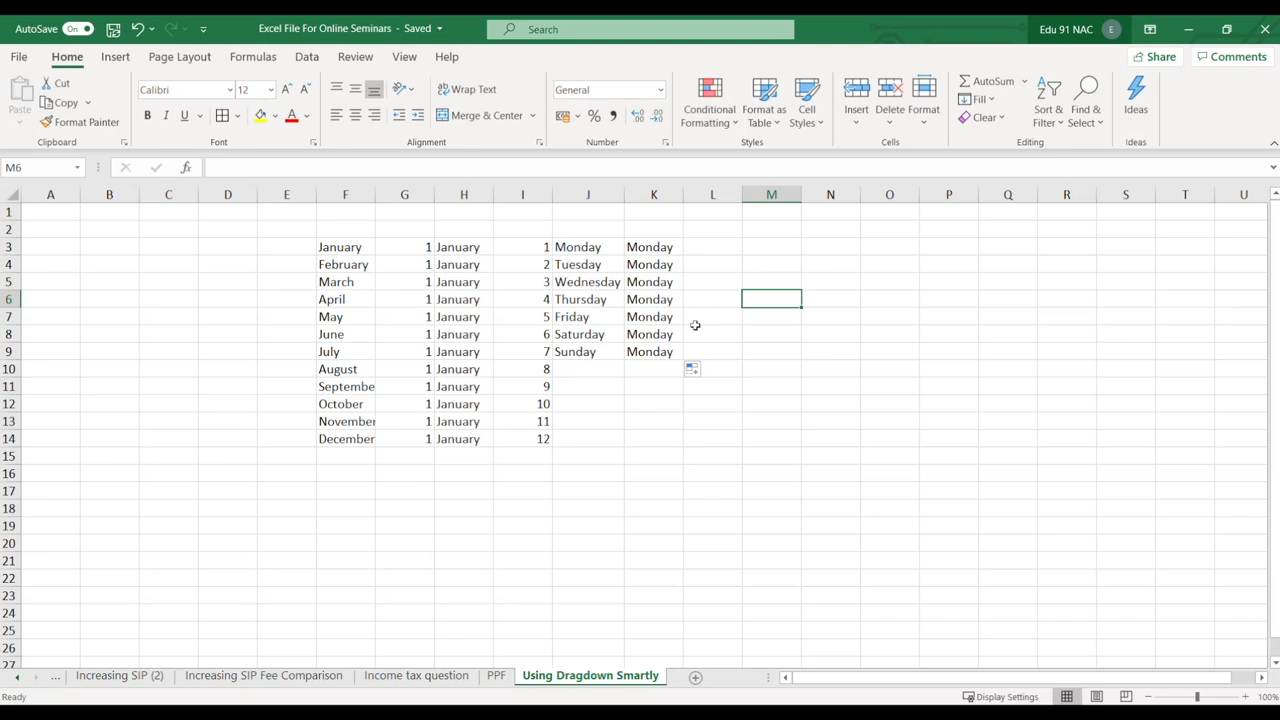 AutoSave On Excel File For Online Seminars - Saved Search Edu 91 NAC E
File Home Insert Page Layout Formulas Data Review View Help Share Comments
Cut Calibri 12 A A Wrap Text General AutoSum
Copy Fill
Paste Format Painter B I U A Merge & Center % Conditional Formatting Format as Table Cell Styles Insert Delete Format Clear Sort & Filter Find & Select Ideas
Clipboard Font Alignment Number Styles Cells Editing Ideas
M6 fx
A B C D E F G H I J K L M N O P Q R S T U
1
2
3 January 1 January 1 Monday Monday
4 February 1 January 2 Tuesday Monday
5 March 1 January 3 Wednesday Monday
6 April 1 January 4 Thursday Monday
7 May 1 January 5 Friday Monday
8 June 1 January 6 Saturday Monday
9 July 1 January 7 Sunday Monday
10 August 1 January 8
11 Septembe 1 January 9
12 October 1 January 10
13 November 1 January 11
14 December 1 January 12
15
16
17
18
19
20
21
22
23
24
25
26
27
... Increasing SIP (2) Increasing SIP Fee Comparison Income tax question PPF Using Dragdown Smartly
Ready Display Settings 100%